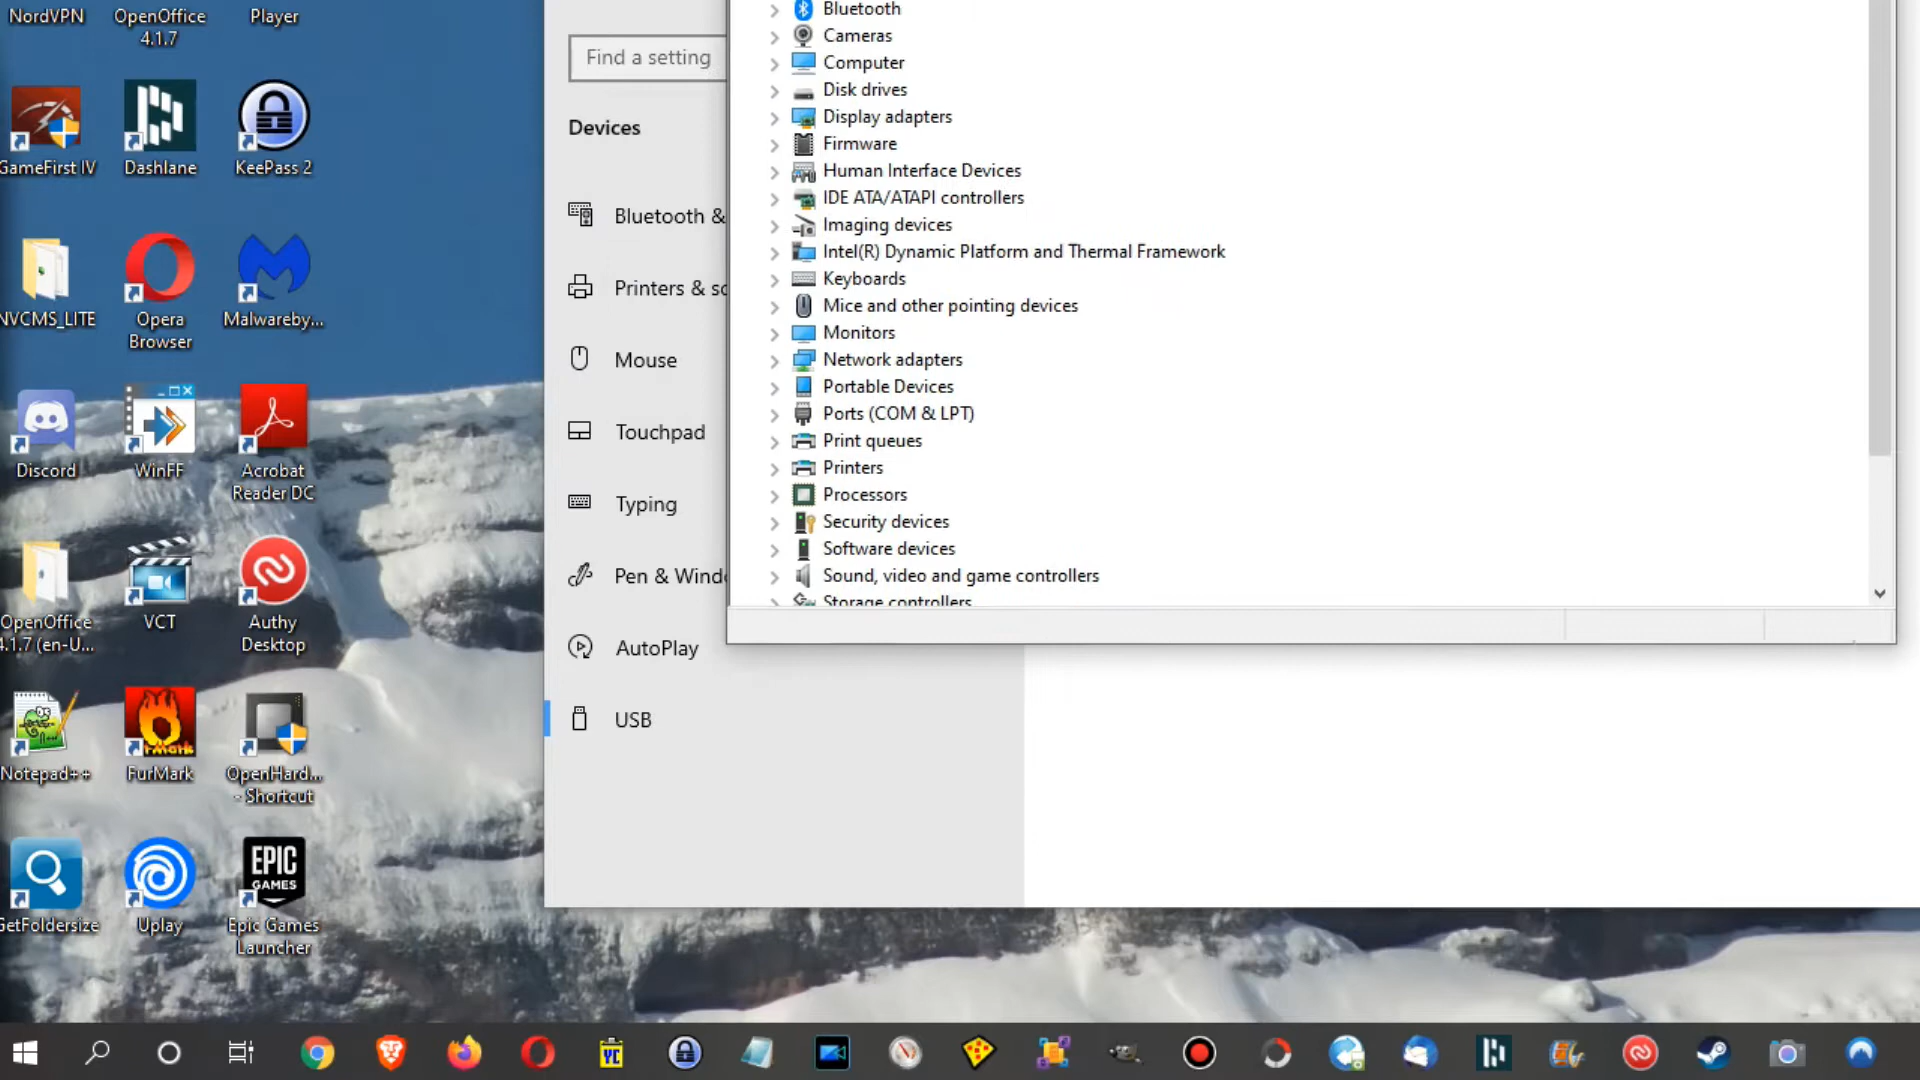 NordVPN
OpenOffice
4.1.7
Player
GameFirst IV
Dashlane
KeePass 2
NVCMS_LITE
Opera
Browser
Malwareby...
Discord
WinFF
Acrobat
Reader DC
OpenOffice
4.1.7 (en-U...
VCT
Authy
Desktop
Notepad++
FurMark
OpenHard...
- Shortcut
GetFoldersize
Uplay
EPIC
GAMES
Epic Games
Launcher
Find a setting
Devices
Bluetooth &
Printers & sc
Mouse
Touchpad
Typing
Pen & Windo
AutoPlay
USB
Bluetooth
Cameras
Computer
Disk drives
Display adapters
Firmware
Human Interface Devices
IDE ATA/ATAPI controllers
Imaging devices
Intel(R) Dynamic Platform and Thermal Framework
Keyboards
Mice and other pointing devices
Monitors
Network adapters
Portable Devices
Ports (COM & LPT)
Print queues
Printers
Processors
Security devices
Software devices
Sound, video and game controllers
Storage controllers
YC